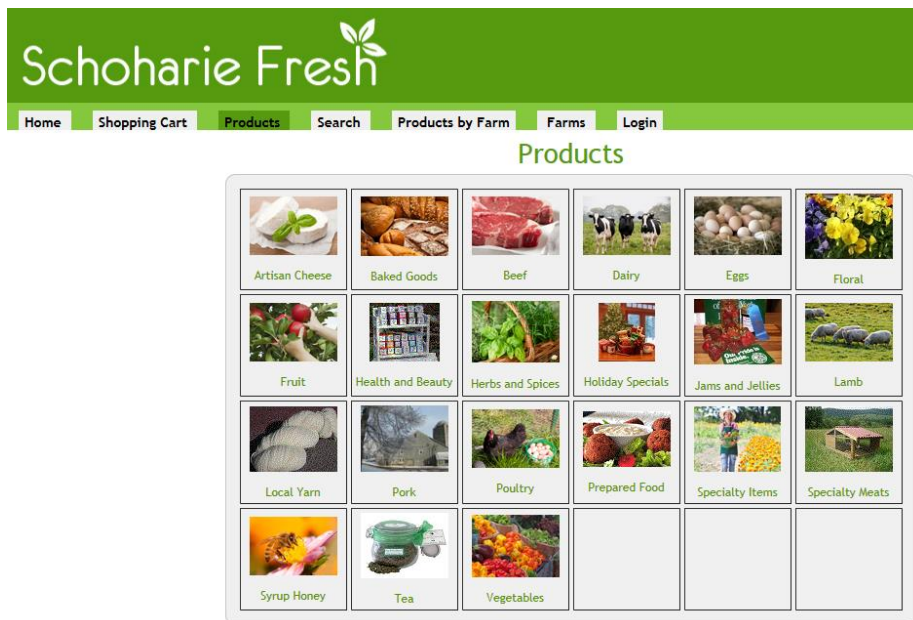 Schoharie Fresh
Home Shopping Cart Products Search Products by Farm Farms Login
Products
Artisan Cheese Baked Goods Beef Dairy Eggs Floral
Fruit Health and Beauty Herbs and Spices Holiday Specials Jams and Jellies Lamb
Local Yarn Pork Poultry Prepared Food Specialty Items Specialty Meats
Syrup Honey Tea Vegetables